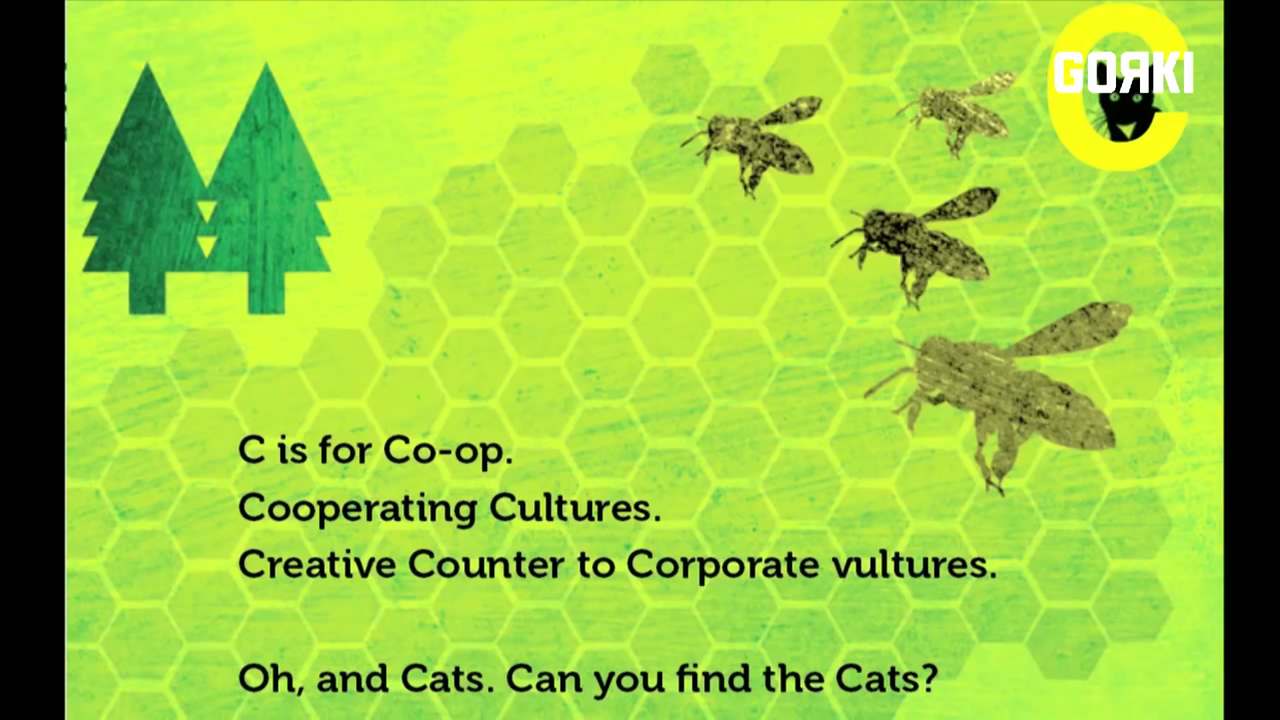 GOЯKI
C
C is for Co-op.
Cooperating Cultures.
Creative Counter to Corporate vultures.
Oh, and Cats. Can you find the Cats?